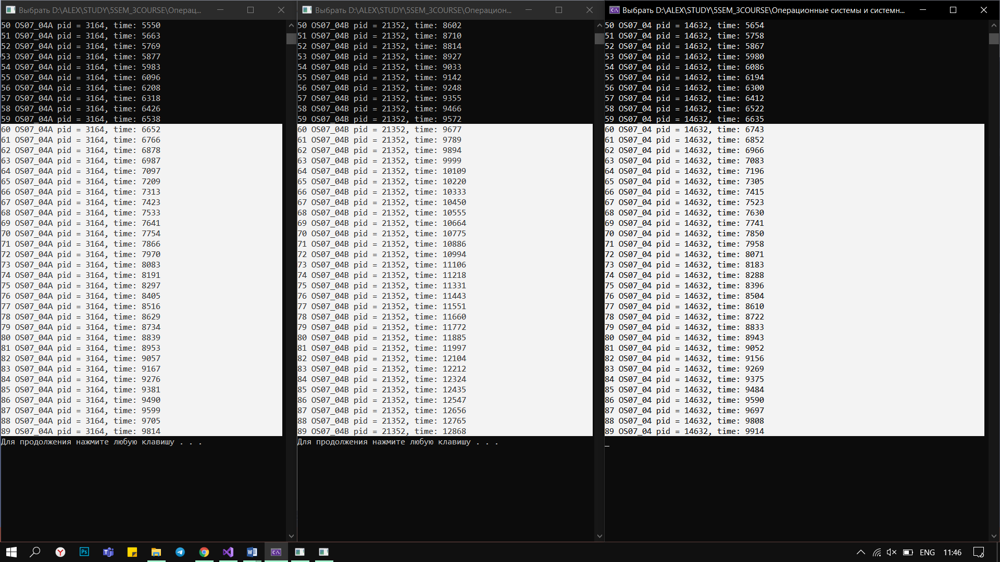 Выбрать D:\ALEX\STUDY\5SEM_3COURSE\Операц...
50 OS07_04A pid = 3164, time: 5550
51 OS07_04A pid = 3164, time: 5663
52 OS07_04A pid = 3164, time: 5769
53 OS07_04A pid = 3164, time: 5877
54 OS07_04A pid = 3164, time: 5983
55 OS07_04A pid = 3164, time: 6096
56 OS07_04A pid = 3164, time: 6208
57 OS07_04A pid = 3164, time: 6318
58 OS07_04A pid = 3164, time: 6426
59 OS07_04A pid = 3164, time: 6538
60 OS07_04A pid = 3164, time: 6652
61 OS07_04A pid = 3164, time: 6766
62 OS07_04A pid = 3164, time: 6878
63 OS07_04A pid = 3164, time: 6987
64 OS07_04A pid = 3164, time: 7097
65 OS07_04A pid = 3164, time: 7209
66 OS07_04A pid = 3164, time: 7313
67 OS07_04A pid = 3164, time: 7423
68 OS07_04A pid = 3164, time: 7533
69 OS07_04A pid = 3164, time: 7641
70 OS07_04A pid = 3164, time: 7754
71 OS07_04A pid = 3164, time: 7866
72 OS07_04A pid = 3164, time: 7970
73 OS07_04A pid = 3164, time: 8083
74 OS07_04A pid = 3164, time: 8191
75 OS07_04A pid = 3164, time: 8297
76 OS07_04A pid = 3164, time: 8405
77 OS07_04A pid = 3164, time: 8516
78 OS07_04A pid = 3164, time: 8629
79 OS07_04A pid = 3164, time: 8734
80 OS07_04A pid = 3164, time: 8839
81 OS07_04A pid = 3164, time: 8953
82 OS07_04A pid = 3164, time: 9057
83 OS07_04A pid = 3164, time: 9167
84 OS07_04A pid = 3164, time: 9276
85 OS07_04A pid = 3164, time: 9381
86 OS07_04A pid = 3164, time: 9490
87 OS07_04A pid = 3164, time: 9599
88 OS07_04A pid = 3164, time: 9705
89 OS07_04A pid = 3164, time: 9814
Для продолжения нажмите любую клавишу . . .
Выбрать D:\ALEX\STUDY\5SEM_3COURSE\Операцион...
50 OS07_04B pid = 21352, time: 8602
51 OS07_04B pid = 21352, time: 8710
52 OS07_04B pid = 21352, time: 8814
53 OS07_04B pid = 21352, time: 8927
54 OS07_04B pid = 21352, time: 9033
55 OS07_04B pid = 21352, time: 9142
56 OS07_04B pid = 21352, time: 9248
57 OS07_04B pid = 21352, time: 9355
58 OS07_04B pid = 21352, time: 9466
59 OS07_04B pid = 21352, time: 9572
60 OS07_04B pid = 21352, time: 9677
61 OS07_04B pid = 21352, time: 9789
62 OS07_04B pid = 21352, time: 9894
63 OS07_04B pid = 21352, time: 9999
64 OS07_04B pid = 21352, time: 10109
65 OS07_04B pid = 21352, time: 10220
66 OS07_04B pid = 21352, time: 10333
67 OS07_04B pid = 21352, time: 10450
68 OS07_04B pid = 21352, time: 10555
69 OS07_04B pid = 21352, time: 10664
70 OS07_04B pid = 21352, time: 10775
71 OS07_04B pid = 21352, time: 10886
72 OS07_04B pid = 21352, time: 10994
73 OS07_04B pid = 21352, time: 11106
74 OS07_04B pid = 21352, time: 11218
75 OS07_04B pid = 21352, time: 11331
76 OS07_04B pid = 21352, time: 11443
77 OS07_04B pid = 21352, time: 11551
78 OS07_04B pid = 21352, time: 11660
79 OS07_04B pid = 21352, time: 11772
80 OS07_04B pid = 21352, time: 11885
81 OS07_04B pid = 21352, time: 11997
82 OS07_04B pid = 21352, time: 12104
83 OS07_04B pid = 21352, time: 12212
84 OS07_04B pid = 21352, time: 12324
85 OS07_04B pid = 21352, time: 12435
86 OS07_04B pid = 21352, time: 12547
87 OS07_04B pid = 21352, time: 12656
88 OS07_04B pid = 21352, time: 12765
89 OS07_04B pid = 21352, time: 12868
Для продолжения нажмите любую клавишу . . .
Выбрать D:\ALEX\STUDY\5SEM_3COURSE\Операционные системы и системн...
50 OS07_04 pid = 14632, time: 5654
51 OS07_04 pid = 14632, time: 5758
52 OS07_04 pid = 14632, time: 5867
53 OS07_04 pid = 14632, time: 5980
54 OS07_04 pid = 14632, time: 6086
55 OS07_04 pid = 14632, time: 6194
56 OS07_04 pid = 14632, time: 6300
57 OS07_04 pid = 14632, time: 6412
58 OS07_04 pid = 14632, time: 6522
59 OS07_04 pid = 14632, time: 6635
60 OS07_04 pid = 14632, time: 6743
61 OS07_04 pid = 14632, time: 6852
62 OS07_04 pid = 14632, time: 6966
63 OS07_04 pid = 14632, time: 7083
64 OS07_04 pid = 14632, time: 7196
65 OS07_04 pid = 14632, time: 7305
66 OS07_04 pid = 14632, time: 7415
67 OS07_04 pid = 14632, time: 7523
68 OS07_04 pid = 14632, time: 7630
69 OS07_04 pid = 14632, time: 7741
70 OS07_04 pid = 14632, time: 7850
71 OS07_04 pid = 14632, time: 7958
72 OS07_04 pid = 14632, time: 8071
73 OS07_04 pid = 14632, time: 8183
74 OS07_04 pid = 14632, time: 8288
75 OS07_04 pid = 14632, time: 8396
76 OS07_04 pid = 14632, time: 8504
77 OS07_04 pid = 14632, time: 8610
78 OS07_04 pid = 14632, time: 8722
79 OS07_04 pid = 14632, time: 8833
80 OS07_04 pid = 14632, time: 8943
81 OS07_04 pid = 14632, time: 9052
82 OS07_04 pid = 14632, time: 9156
83 OS07_04 pid = 14632, time: 9269
84 OS07_04 pid = 14632, time: 9375
85 OS07_04 pid = 14632, time: 9484
86 OS07_04 pid = 14632, time: 9590
87 OS07_04 pid = 14632, time: 9697
88 OS07_04 pid = 14632, time: 9808
89 OS07_04 pid = 14632, time: 9914
ENG 11:46